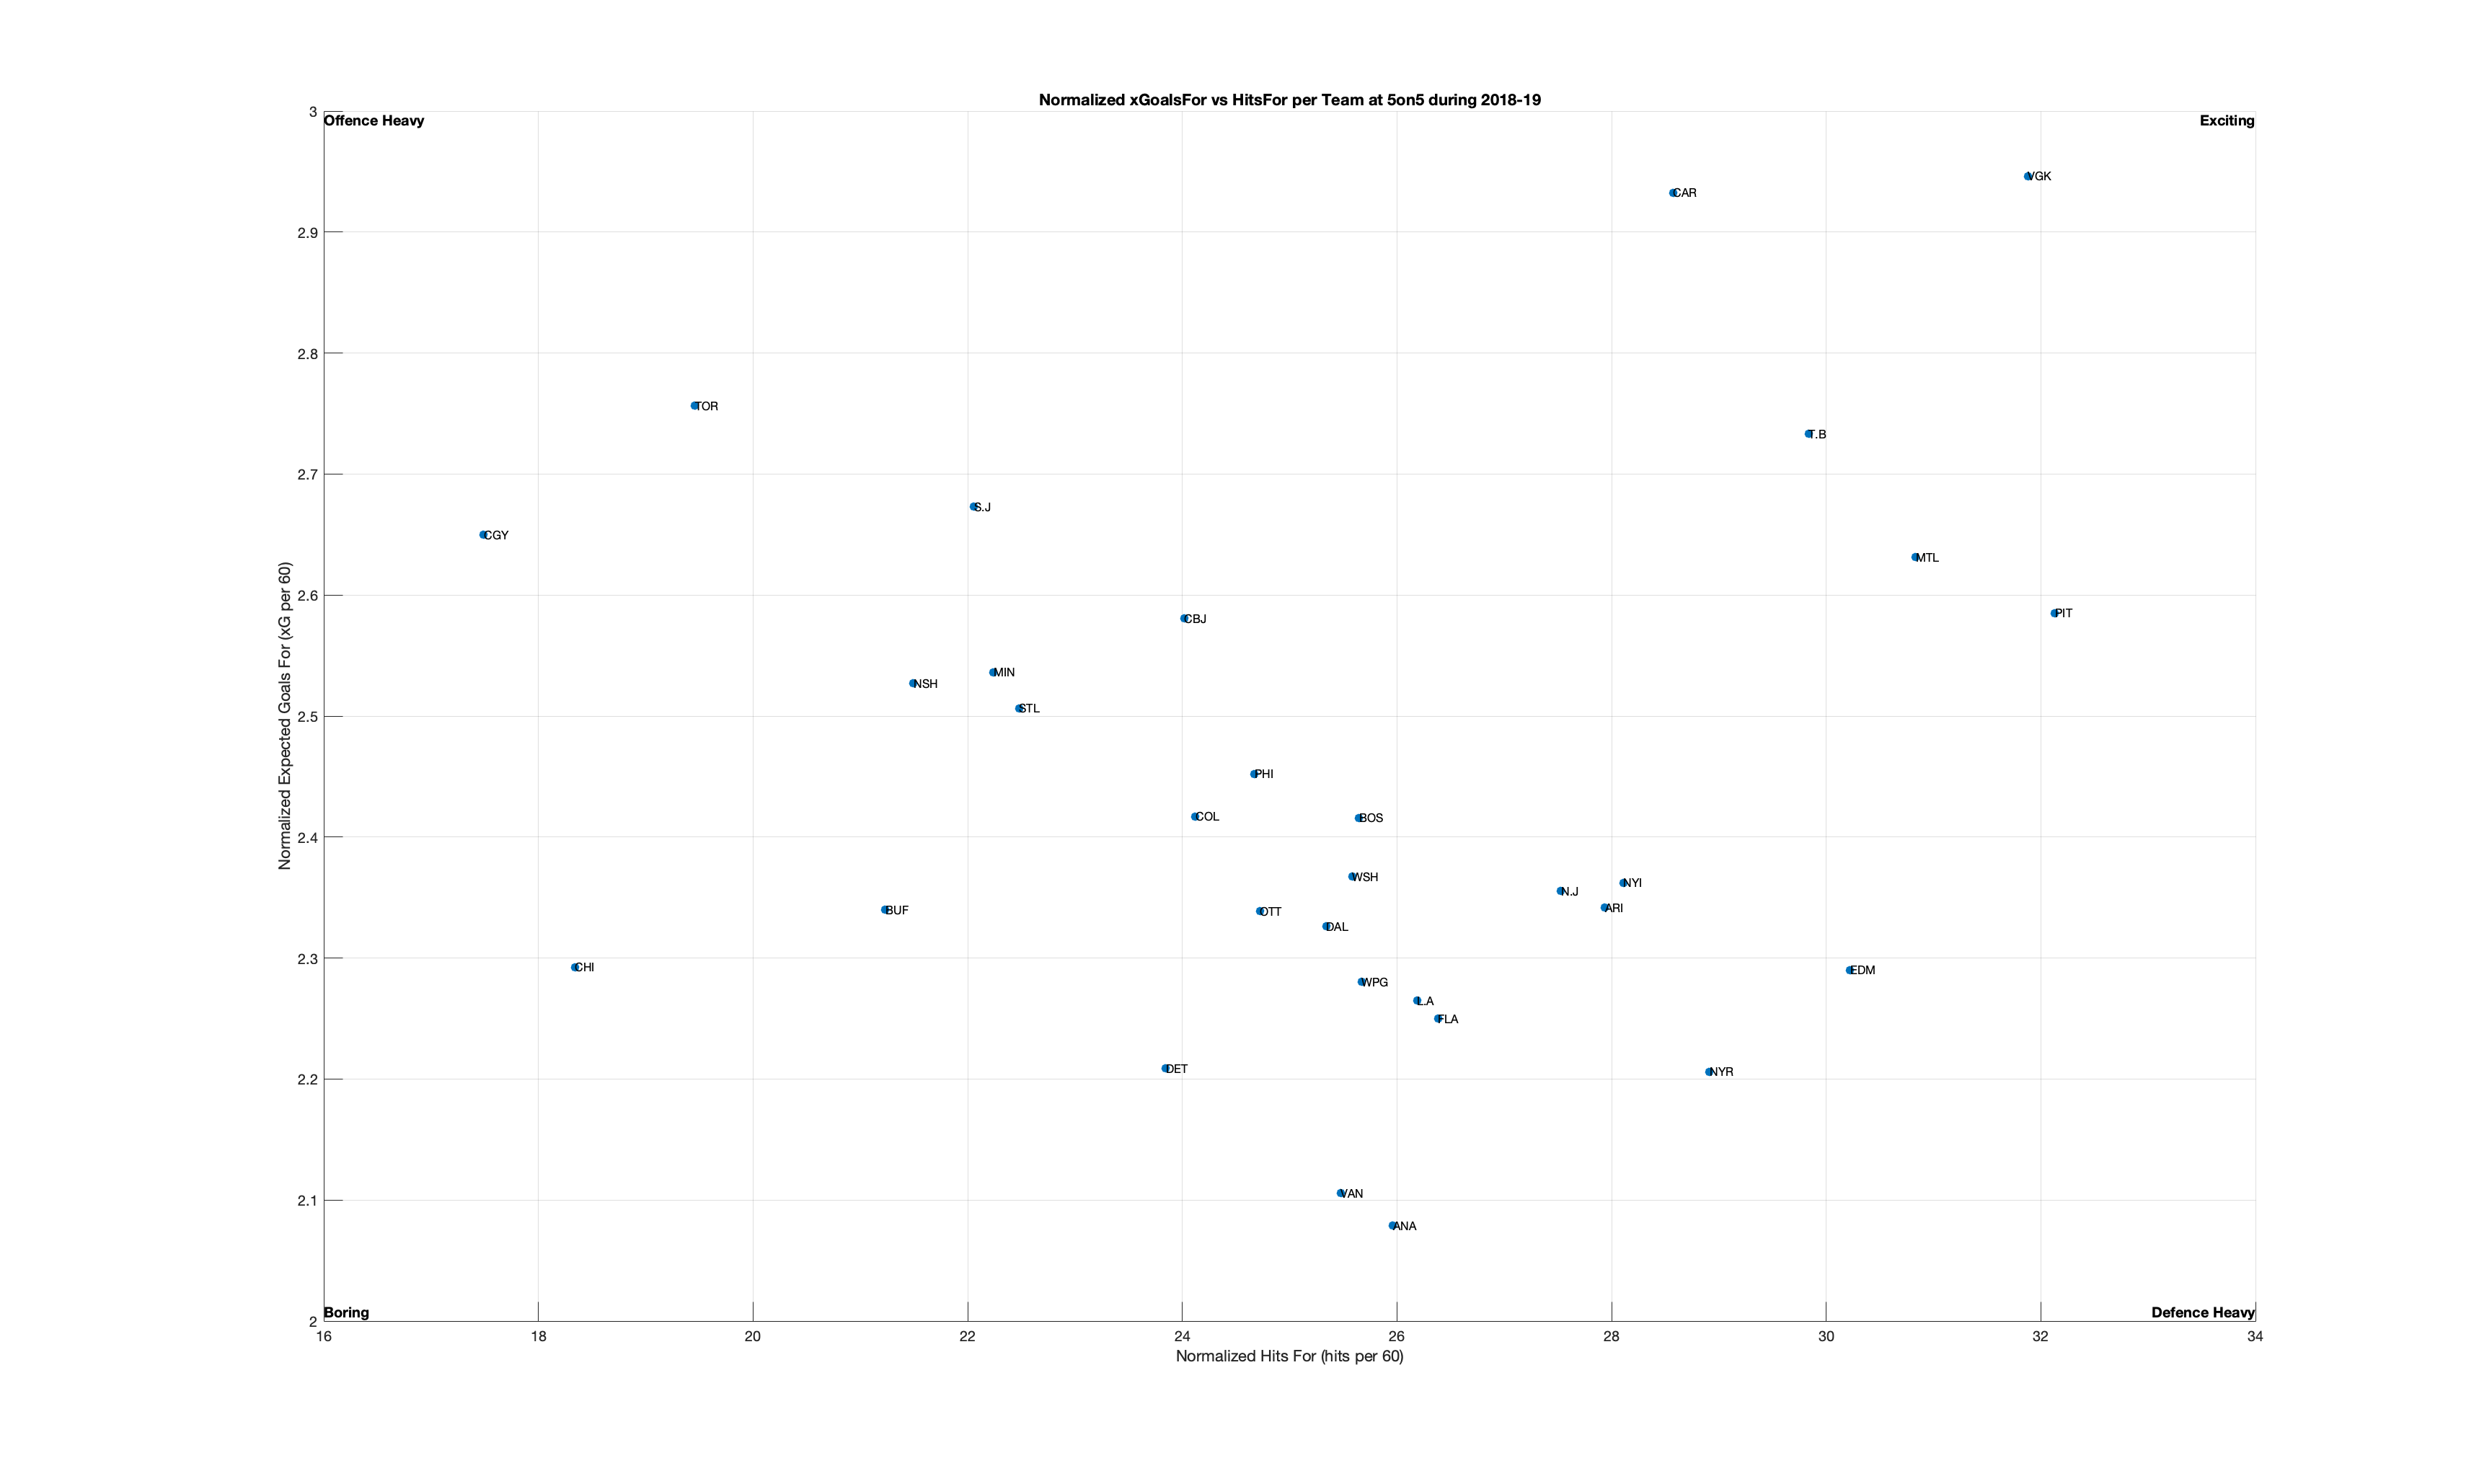 Normalized xGoalsFor vs HitsFor per Team at 5on5 during 2018-19
3
Offence Heavy
Exciting
VGK
CAR
2.9
2.8
TOR
T.B
2.7
S.J
CGY
MTL
2.6
PIT
CBJ
MIN
NSH
STL
2.5
PHI
COL
BOS
2.4
WSH
NYI
N.J
ARI
BUF
OTT
DAL
2.3
CHI
EDM
WPG
L.A
FLA
DET
NYR
2.2
2.1
VAN
ANA
Boring
Defence Heavy
2
16 18 20 22 24 26 28 30 32 34
Normalized Hits For (hits per 60)
Normalized Expected Goals For (xG per 60)